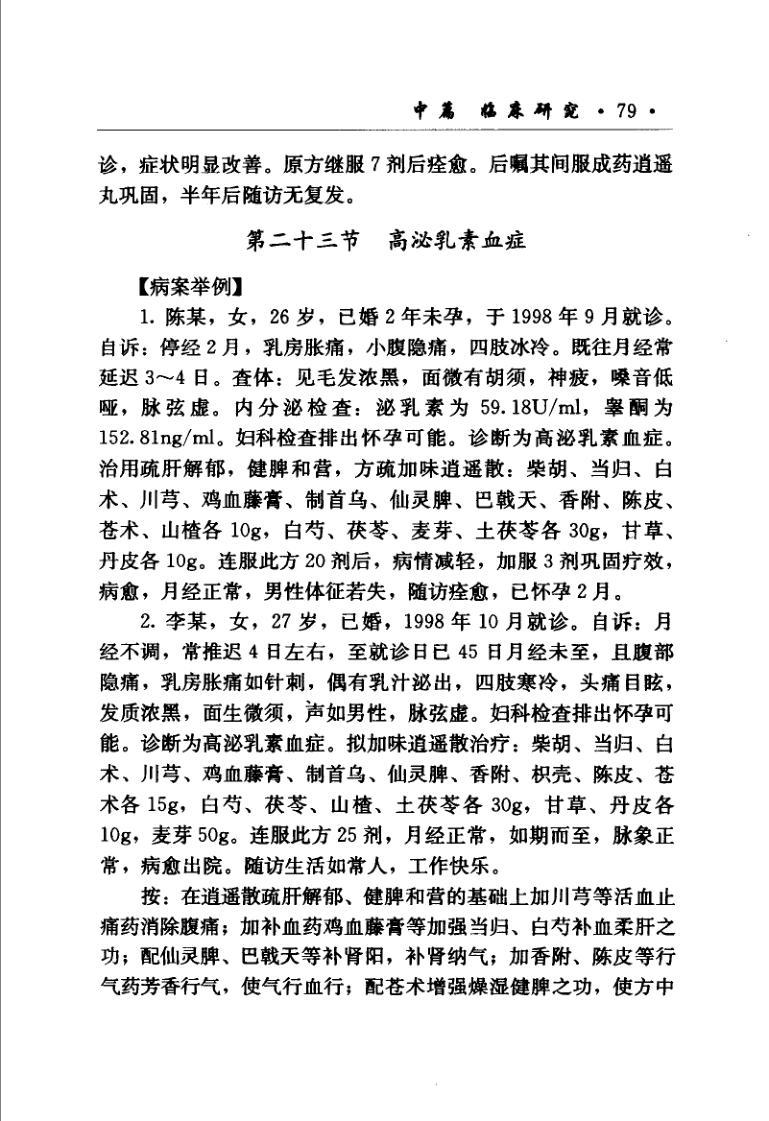 中篇 临床研究 · 79 ·
诊，症状明显改善。原方继服 7 剂后痊愈。后嘱其间服成药逍遥
丸巩固，半年后随访无复发。
第二十三节 高泌乳素血症
【病案举例】
1. 陈某，女，26 岁，已婚 2 年未孕，于 1998 年 9 月就诊。
自诉：停经 2 月，乳房胀痛，小腹隐痛，四肢冰冷。既往月经常
延迟 3～4 日。查体：见毛发浓黑，面微有胡须，神疲，嗓音低
哑，脉弦虚。内分泌检查：泌乳素为 59.18U/ml，睾酮为
152.81ng/ml。妇科检查排出怀孕可能。诊断为高泌乳素血症。
治用疏肝解郁，健脾和营，方疏加味逍遥散：柴胡、当归、白
术、川芎、鸡血藤膏、制首乌、仙灵脾、巴戟天、香附、陈皮、
苍术、山楂各 10g，白芍、茯苓、麦芽、土茯苓各 30g，甘草、
丹皮各 10g。连服此方 20 剂后，病情减轻，加服 3 剂巩固疗效，
病愈，月经正常，男性体征若失，随访痊愈，已怀孕 2 月。
2. 李某，女，27 岁，已婚，1998 年 10 月就诊。自诉：月
经不调，常推迟 4 日左右，至就诊日已 45 日月经未至，且腹部
隐痛，乳房胀痛如针刺，偶有乳汁泌出，四肢寒冷，头痛目眩，
发质浓黑，面生微须，声如男性，脉弦虚。妇科检查排出怀孕可
能。诊断为高泌乳素血症。拟加味逍遥散治疗：柴胡、当归、白
术、川芎、鸡血藤膏、制首乌、仙灵脾、香附、枳壳、陈皮、苍
术各 15g，白芍、茯苓、山楂、土茯苓各 30g，甘草、丹皮各
10g，麦芽 50g。连服此方 25 剂，月经正常，如期而至，脉象正
常，病愈出院。随访生活如常人，工作快乐。
按：在逍遥散疏肝解郁、健脾和营的基础上加川芎等活血止
痛药消除腹痛；加补血药鸡血藤膏等加强当归、白芍补血柔肝之
功；配仙灵脾、巴戟天等补肾阳，补肾纳气；加香附、陈皮等行
气药芳香行气，使气行血行；配苍术增强燥湿健脾之功，使方中